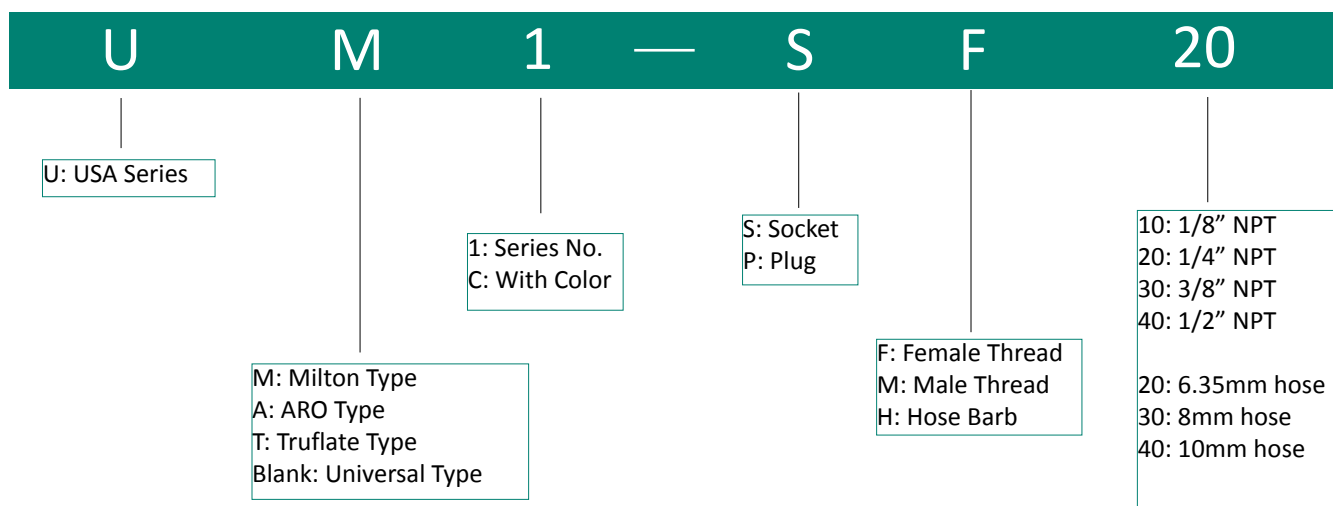 U M 1 — S F 20
U: USA Series
M: Milton Type
A: ARO Type
T: Truflate Type
Blank: Universal Type
1: Series No.
C: With Color
S: Socket
P: Plug
F: Female Thread
M: Male Thread
H: Hose Barb
10: 1/8” NPT
20: 1/4” NPT
30: 3/8” NPT
40: 1/2” NPT
20: 6.35mm hose
30: 8mm hose
40: 10mm hose